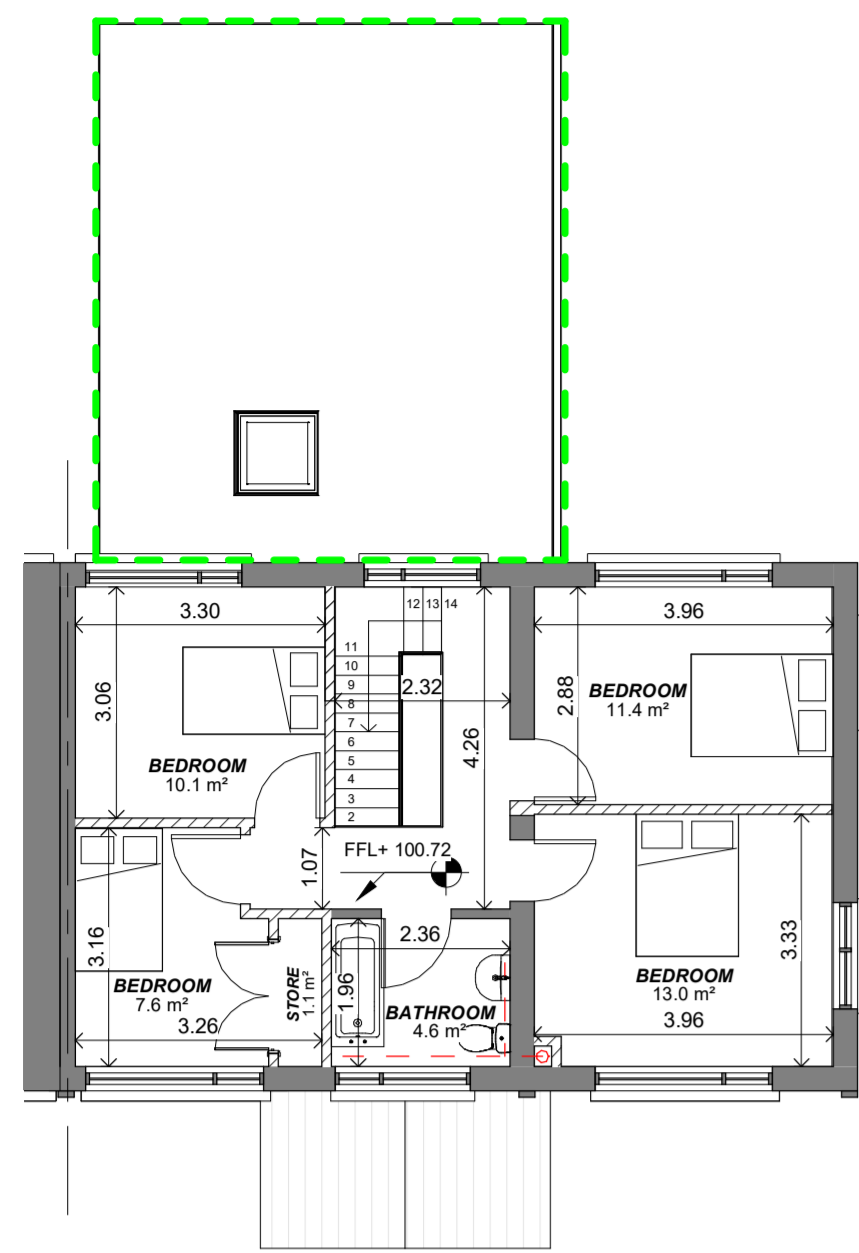 12 13 14
11
10
9
8
7
6
5
4
3
2
3.30
3.06
BEDROOM
10.1 m²
2.32
4.26
3.96
2.88
BEDROOM
11.4 m²
1.07
FFL+ 100.72
3.16
BEDROOM
7.6 m²
3.26
STORE
1.1 m²
2.36
1.96
BATHROOM
4.6 m²
3.33
BEDROOM
13.0 m²
3.96